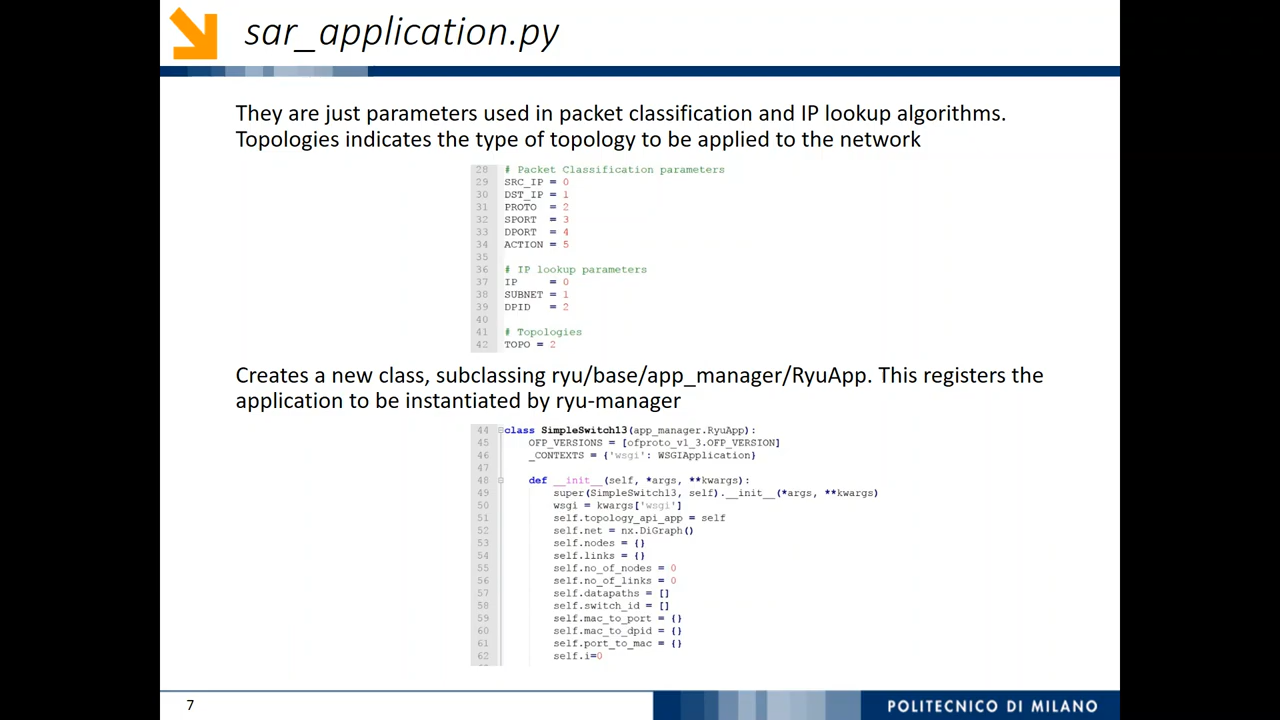 sar_application.py
They are just parameters used in packet classification and IP lookup algorithms.
Topologies indicates the type of topology to be applied to the network
28 # Packet Classification parameters
29 SRC_IP = 0
30 DST_IP = 1
31 PROTO = 2
32 SPORT = 3
33 DPORT = 4
34 ACTION = 5
35
36 # IP lookup parameters
37 IP = 0
38 SUBNET = 1
39 DPID = 2
40
41 # Topologies
42 TOPO = 2
Creates a new class, subclassing ryu/base/app_manager/RyuApp. This registers the
application to be instantiated by ryu-manager
44 class SimpleSwitch13(app_manager.RyuApp):
45 OFP_VERSIONS = [ofproto_v1_3.OFP_VERSION]
46 _CONTEXTS = {'wsgi': WSGIApplication}
47
48 def __init__(self, *args, **kwargs):
49 super(SimpleSwitch13, self).__init__(*args, **kwargs)
50 wsgi = kwargs['wsgi']
51 self.topology_api_app = self
52 self.net = nx.DiGraph()
53 self.nodes = {}
54 self.links = {}
55 self.no_of_nodes = 0
56 self.no_of_links = 0
57 self.datapaths = []
58 self.switch_id = []
59 self.mac_to_port = {}
60 self.mac_to_dpid = {}
61 self.port_to_mac = {}
62 self.i=0
7
POLITECNICO DI MILANO